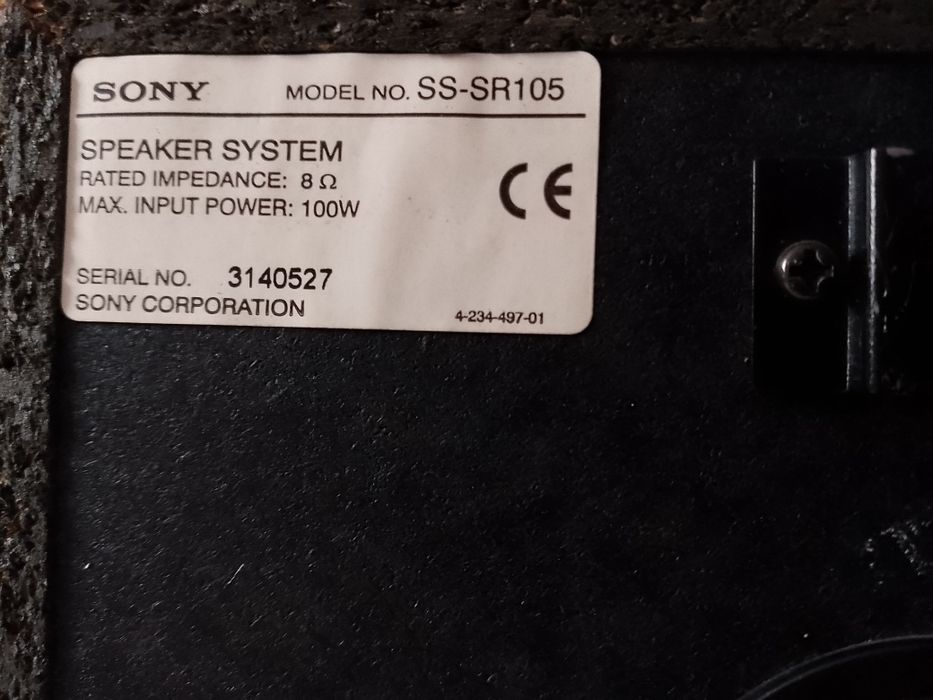 SONY MODEL NO. SS-SR105
SPEAKER SYSTEM
RATED IMPEDANCE: 8 Ω
MAX. INPUT POWER: 100W
CE
SERIAL NO. 3140527
SONY CORPORATION
4-234-497-01